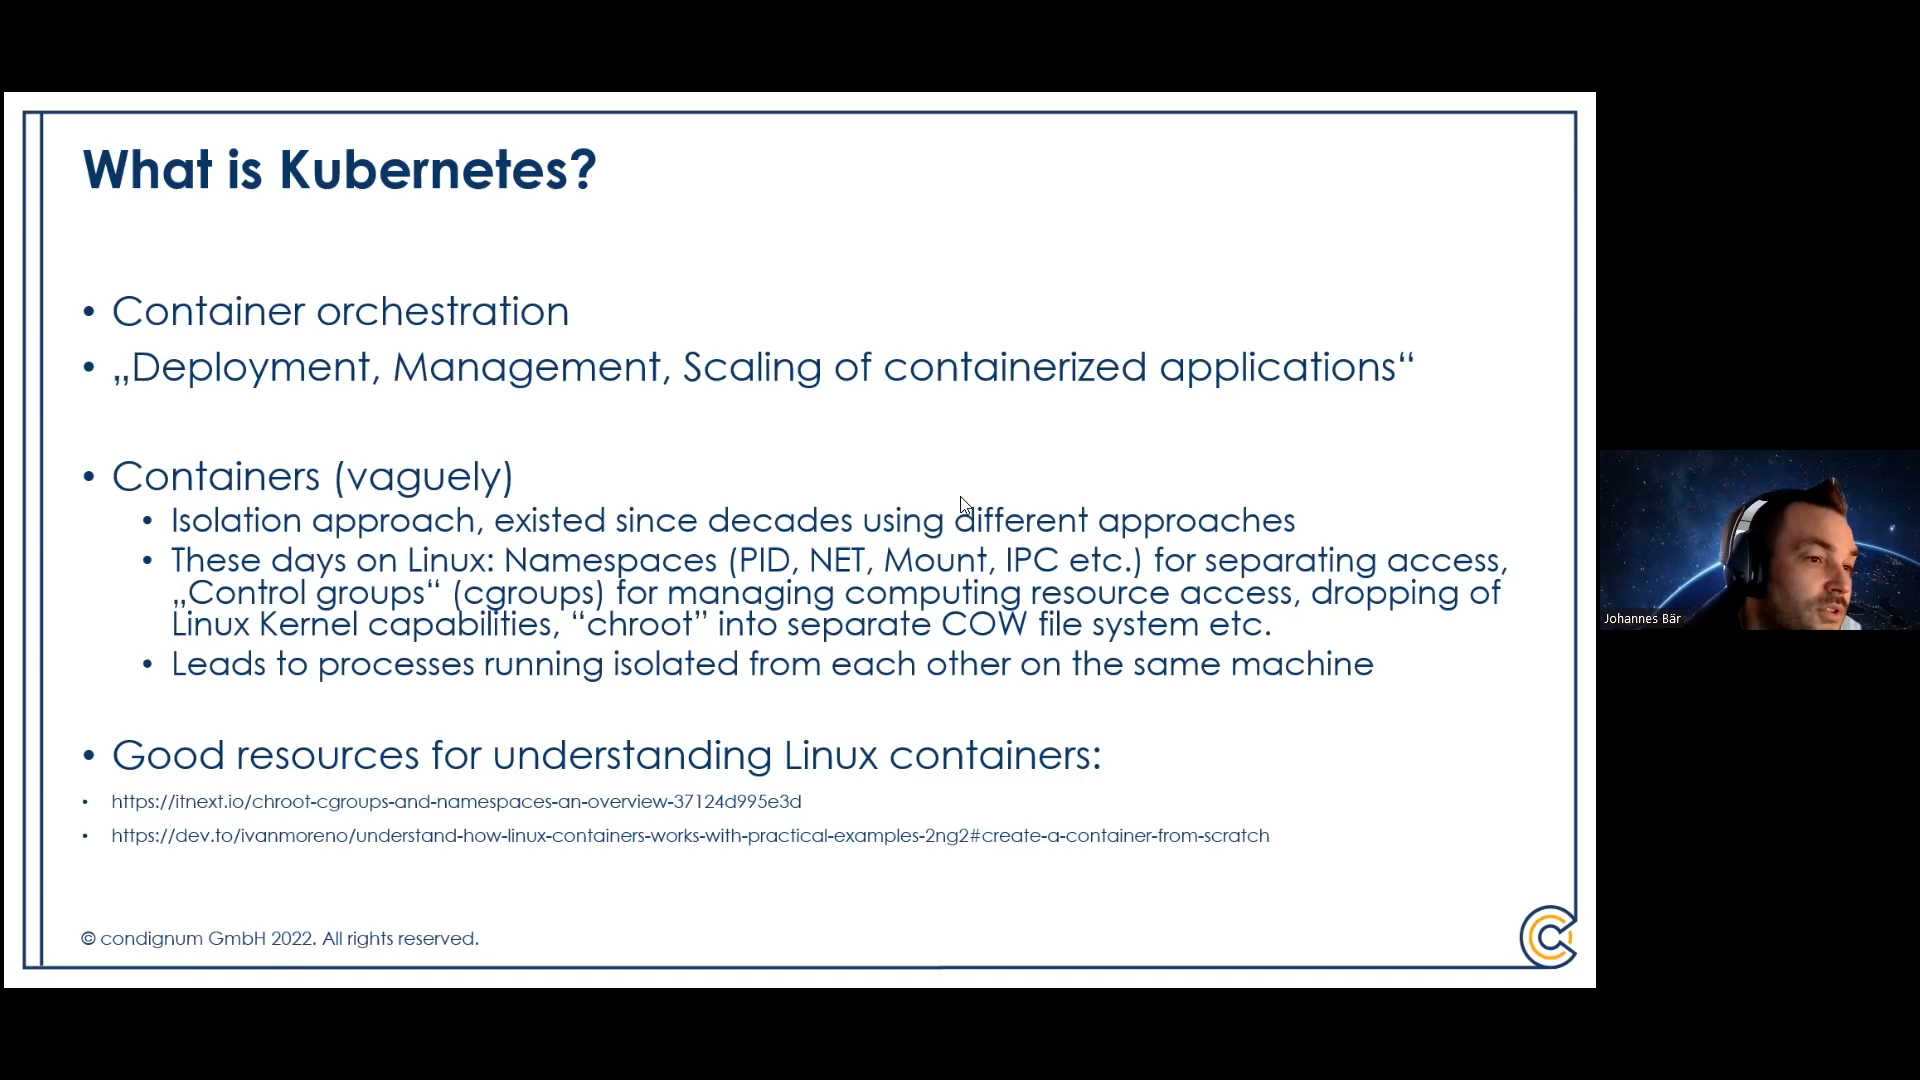 What is Kubernetes?
• Container orchestration
• „Deployment, Management, Scaling of containerized applications“
• Containers (vaguely)
• Isolation approach, existed since decades using different approaches
• These days on Linux: Namespaces (PID, NET, Mount, IPC etc.) for separating access,
„Control groups“ (cgroups) for managing computing resource access, dropping of
Linux Kernel capabilities, “chroot” into separate COW file system etc.
• Leads to processes running isolated from each other on the same machine
• Good resources for understanding Linux containers:
• https://itnext.io/chroot-cgroups-and-namespaces-an-overview-37124d995e3d
• https://dev.to/ivanmoreno/understand-how-linux-containers-works-with-practical-examples-2ng2#create-a-container-from-scratch
© condignum GmbH 2022. All rights reserved.
Johannes Bär